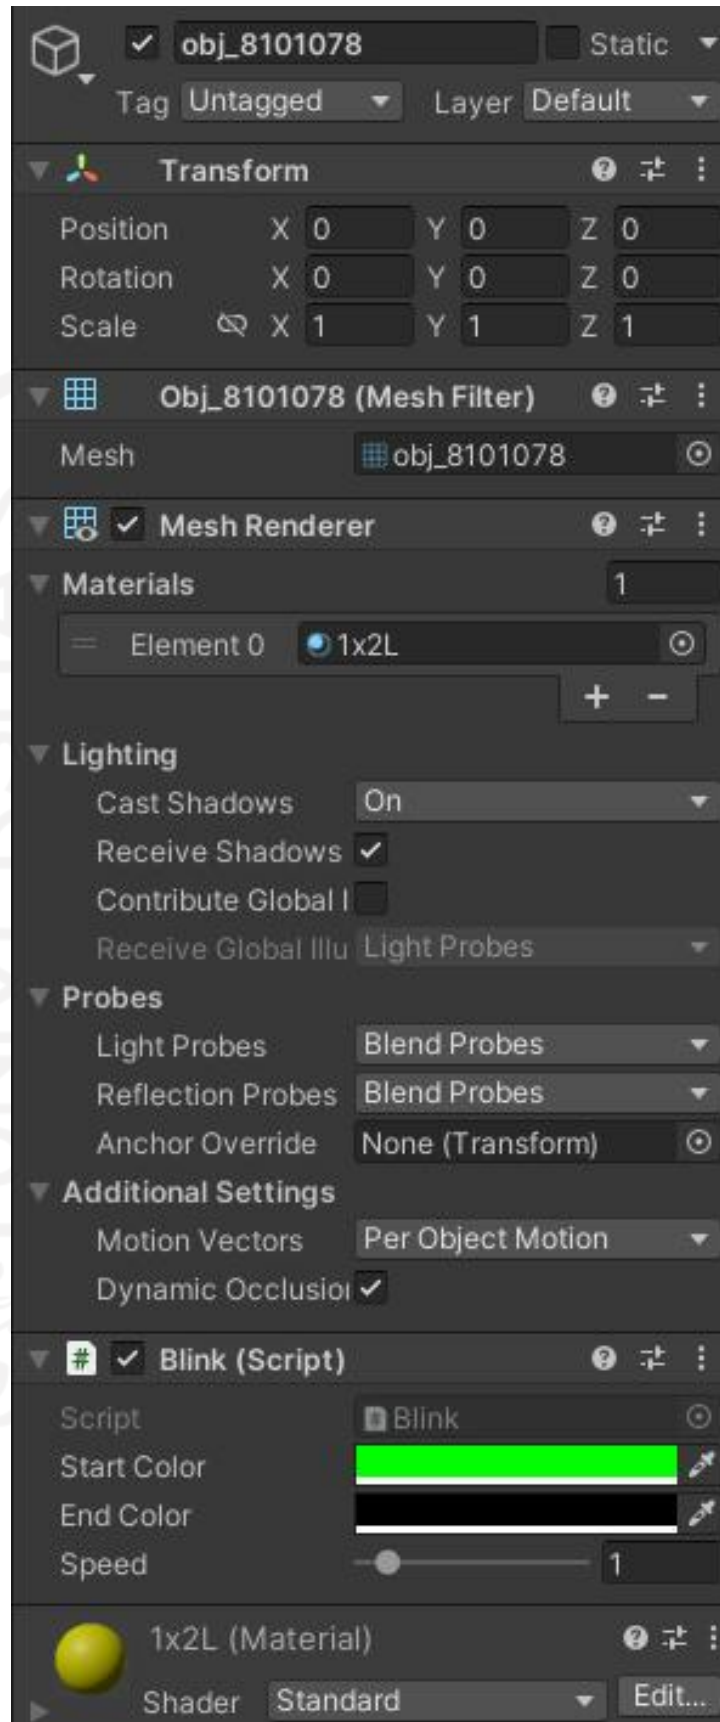 obj_8101078 Static
Tag Untagged Layer Default
Transform
Position X 0 Y 0 Z 0
Rotation X 0 Y 0 Z 0
Scale X 1 Y 1 Z 1
Obj_8101078 (Mesh Filter)
Mesh obj_8101078
Mesh Renderer
Materials 1
Element 0 1x2L
+ -
Lighting
Cast Shadows On
Receive Shadows
Contribute Global I
Receive Global Illu Light Probes
Probes
Light Probes Blend Probes
Reflection Probes Blend Probes
Anchor Override None (Transform)
Additional Settings
Motion Vectors Per Object Motion
Dynamic Occlusion
# Blink (Script)
Script Blink
Start Color
End Color
Speed 1
1x2L (Material)
Shader Standard Edit...